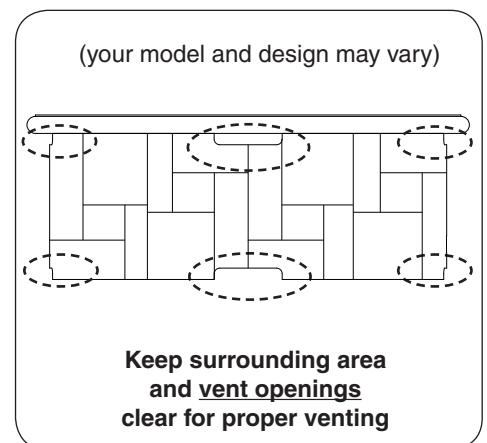 (your model and design may vary)
Keep surrounding area
and vent openings
clear for proper venting